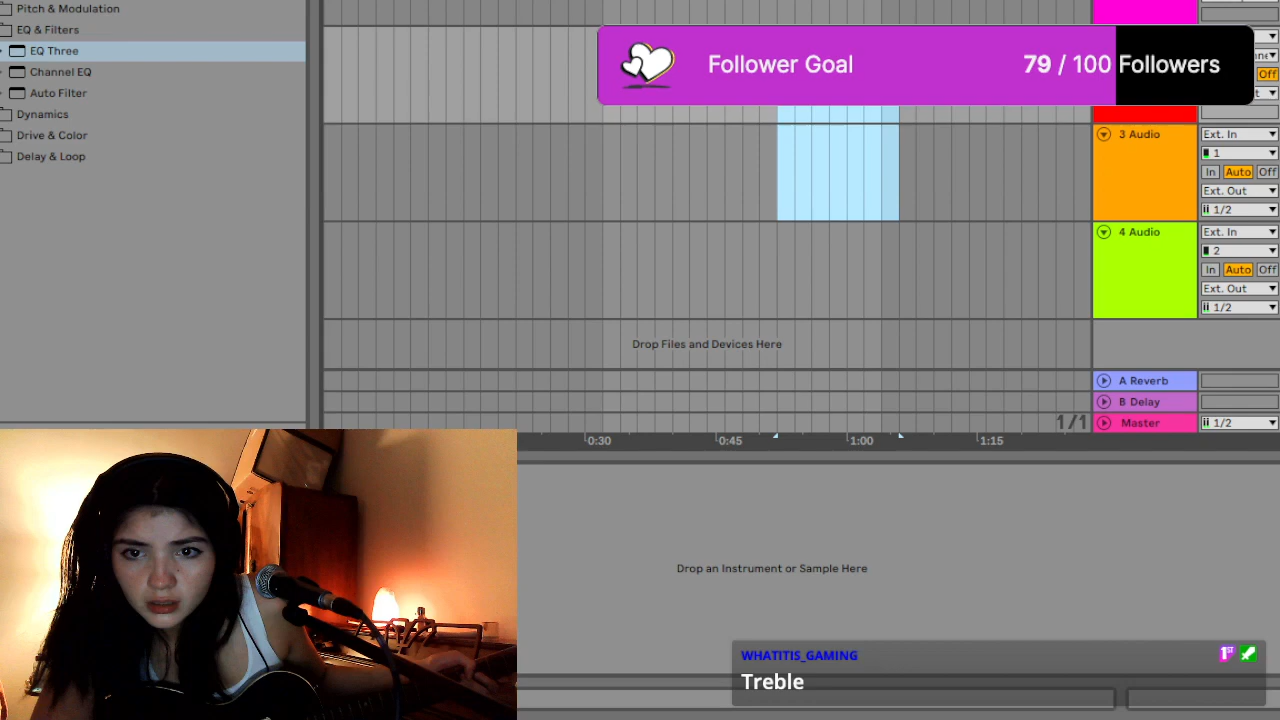 Pitch & Modulation
EQ & Filters
EQ Three
Channel EQ
Auto Filter
Dynamics
Drive & Color
Delay & Loop
Follower Goal
79 / 100 Followers
Off
3 Audio
Ext. In
1
In Auto Off
Ext. Out
1/2
4 Audio
Ext. In
2
In Auto Off
Ext. Out
1/2
Drop Files and Devices Here
A Reverb
B Delay
1/1
Master
1/2
0:30
0:45
1:00
1:15
Drop an Instrument or Sample Here
WHATITIS_GAMING
1ST
Treble